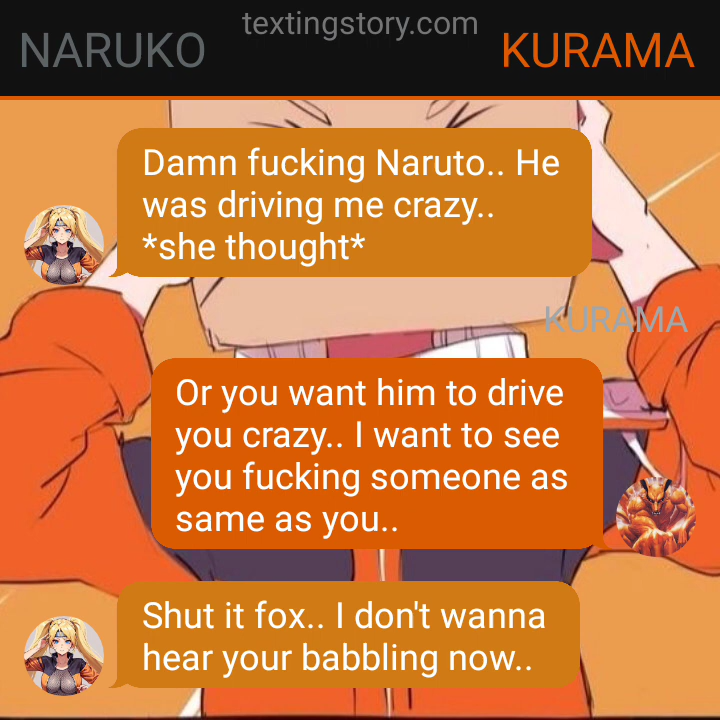 textingstory.com
NARUKO
KURAMA
Damn fucking Naruto.. He
was driving me crazy..
*she thought*
KURAMA
Or you want him to drive
you crazy.. I want to see
you fucking someone as
same as you..
Shut it fox.. I don't wanna
hear your babbling now..